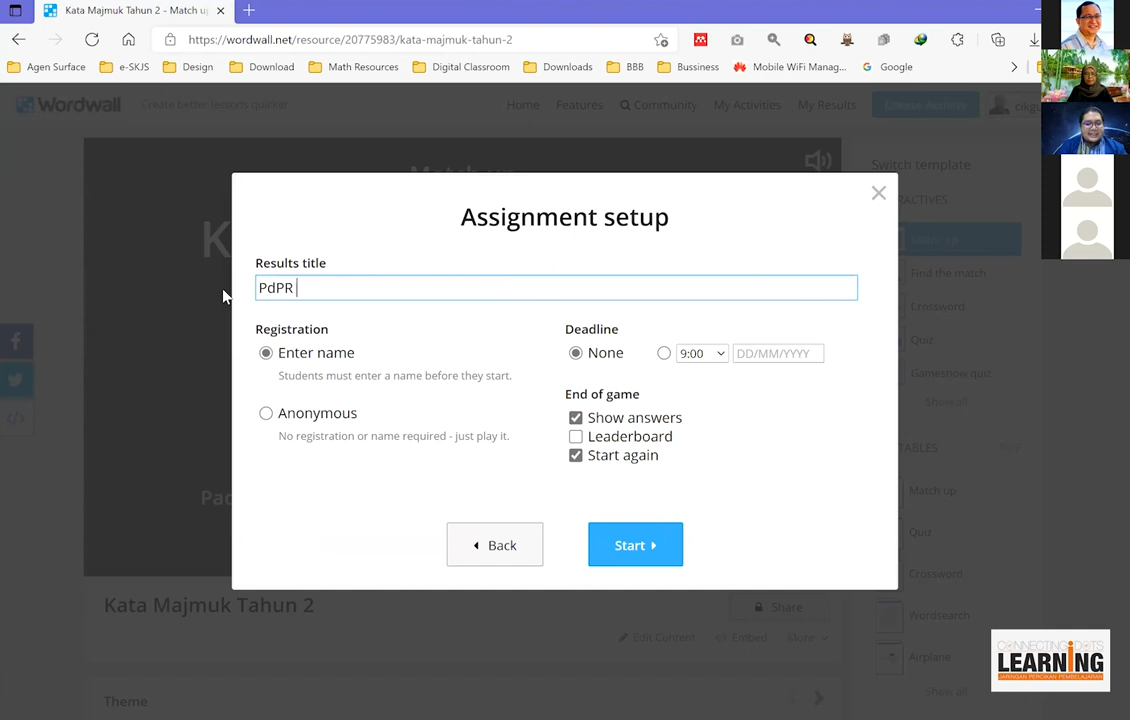 Kata Majmuk Tahun 2 - Match up
https://wordwall.net/resource/20775983/kata-majmuk-tahun-2
Agen Surface
e-SKJS
Design
Download
Math Resources
Digital Classroom
Downloads
BBB
Bussiness
Mobile WiFi Manag...
Google
Wordwall
Create better lessons quicker
Home
Features
Community
My Activities
My Results
Create Activity
cikgu
Match up
Switch template
Assignment setup
Results title
PdPR
Registration
Enter name
Students must enter a name before they start.
Anonymous
No registration or name required - just play it.
Deadline
None
9:00
DD/MM/YYYY
End of game
Show answers
Leaderboard
Start again
Back
Start
Match up
Find the match
Crossword
Quiz
Gameshow quiz
Show all
Match up
Quiz
Crossword
Wordsearch
Airplane
Show all
Kata Majmuk Tahun 2
Share
Edit Content
Embed
More
Theme
CONNECTING DOTS
LEARNiNG
JARINGAN PERCIKAN PEMBELAJARAN